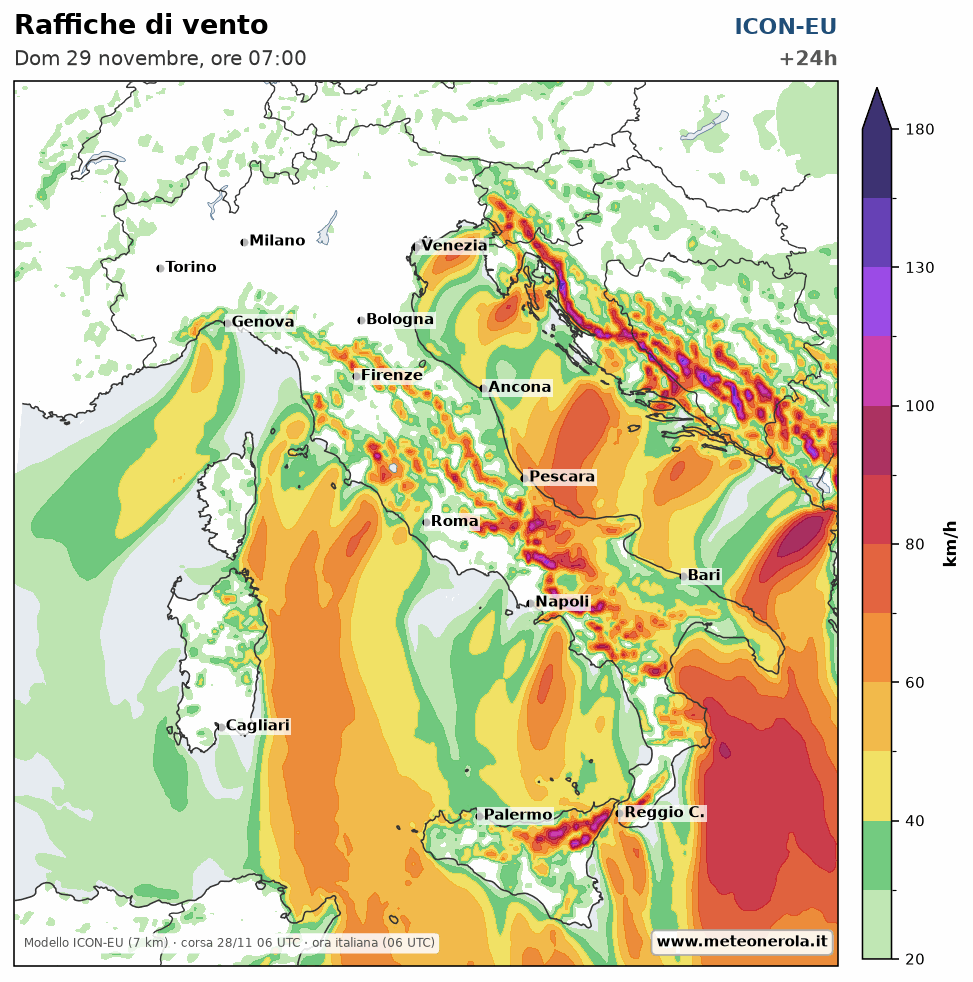 Raffiche di vento
ICON-EU
Dom 29 novembre, ore 07:00
+24h
180
Venezia
Milano
Torino
130
Bologna
Genova
Firenze
Ancona
100
Pescara
Roma
80
km/h
Bari
Napoli
60
Cagliari
Palermo
Reggio C.
40
Modello ICON-EU (7 km) · corsa 28/11 06 UTC · ora italiana (06 UTC)
www.meteonerola.it
20